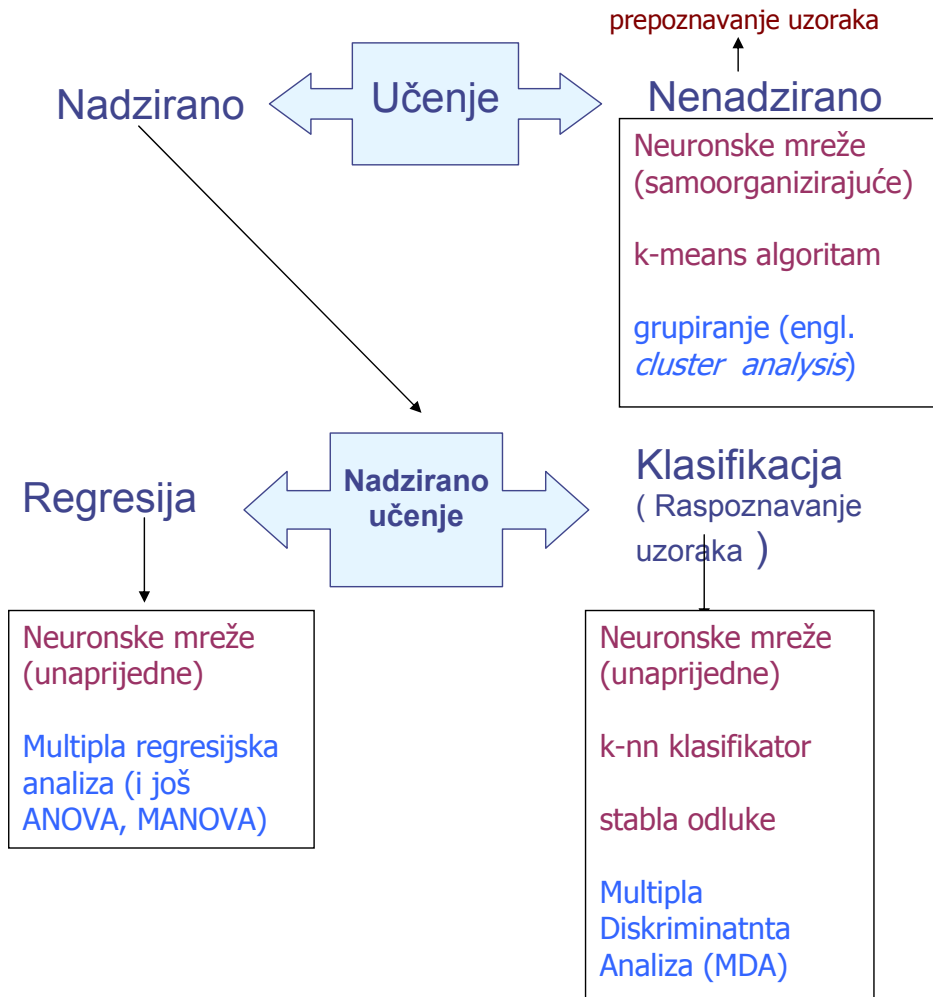 prepoznavanje uzoraka
Nadzirano
Učenje
Nenadzirano
Neuronske mreže
(samoorganizirajuće)
k-means algoritam
grupiranje (engl.
cluster analysis)
Regresija
Nadzirano
učenje
Klasifikacja
( Raspoznavanje
uzoraka )
Neuronske mreže
(unaprijedne)
Multipla regresijska
analiza (i još
ANOVA, MANOVA)
Neuronske mreže
(unaprijedne)
k-nn klasifikator
stabla odluke
Multipla
Diskriminatnta
Analiza (MDA)